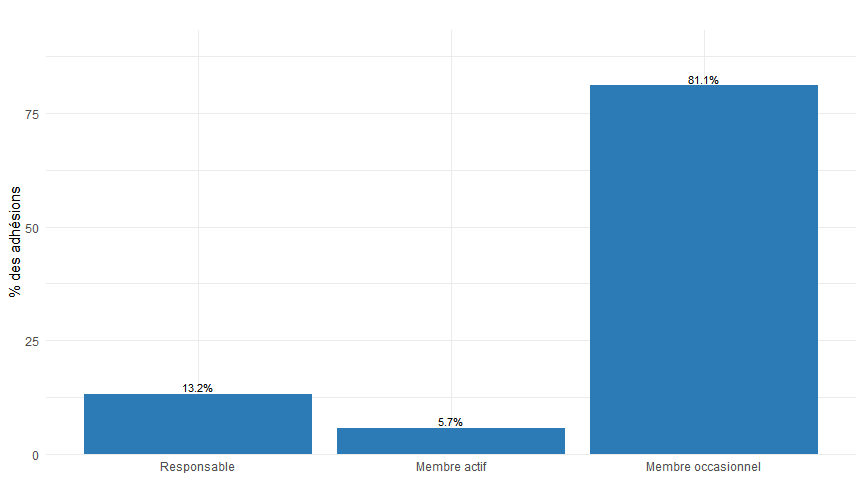 % des adhésions
75
50
25
0
13.2%
5.7%
81.1%
Responsable
Membre actif
Membre occasionnel